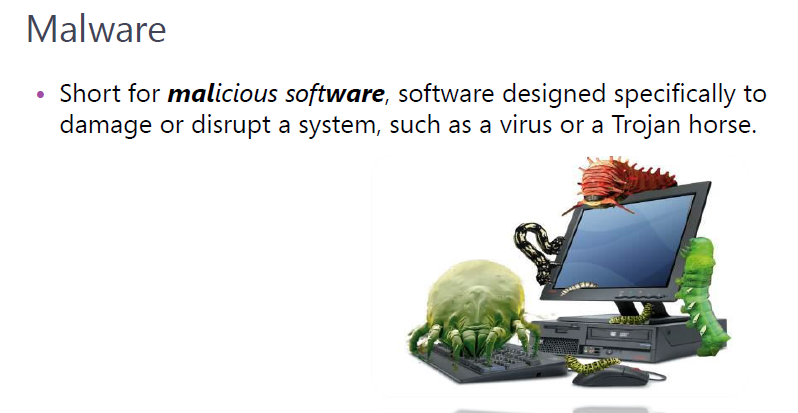 Malware
• Short for malicious software, software designed specifically to
damage or disrupt a system, such as a virus or a Trojan horse.